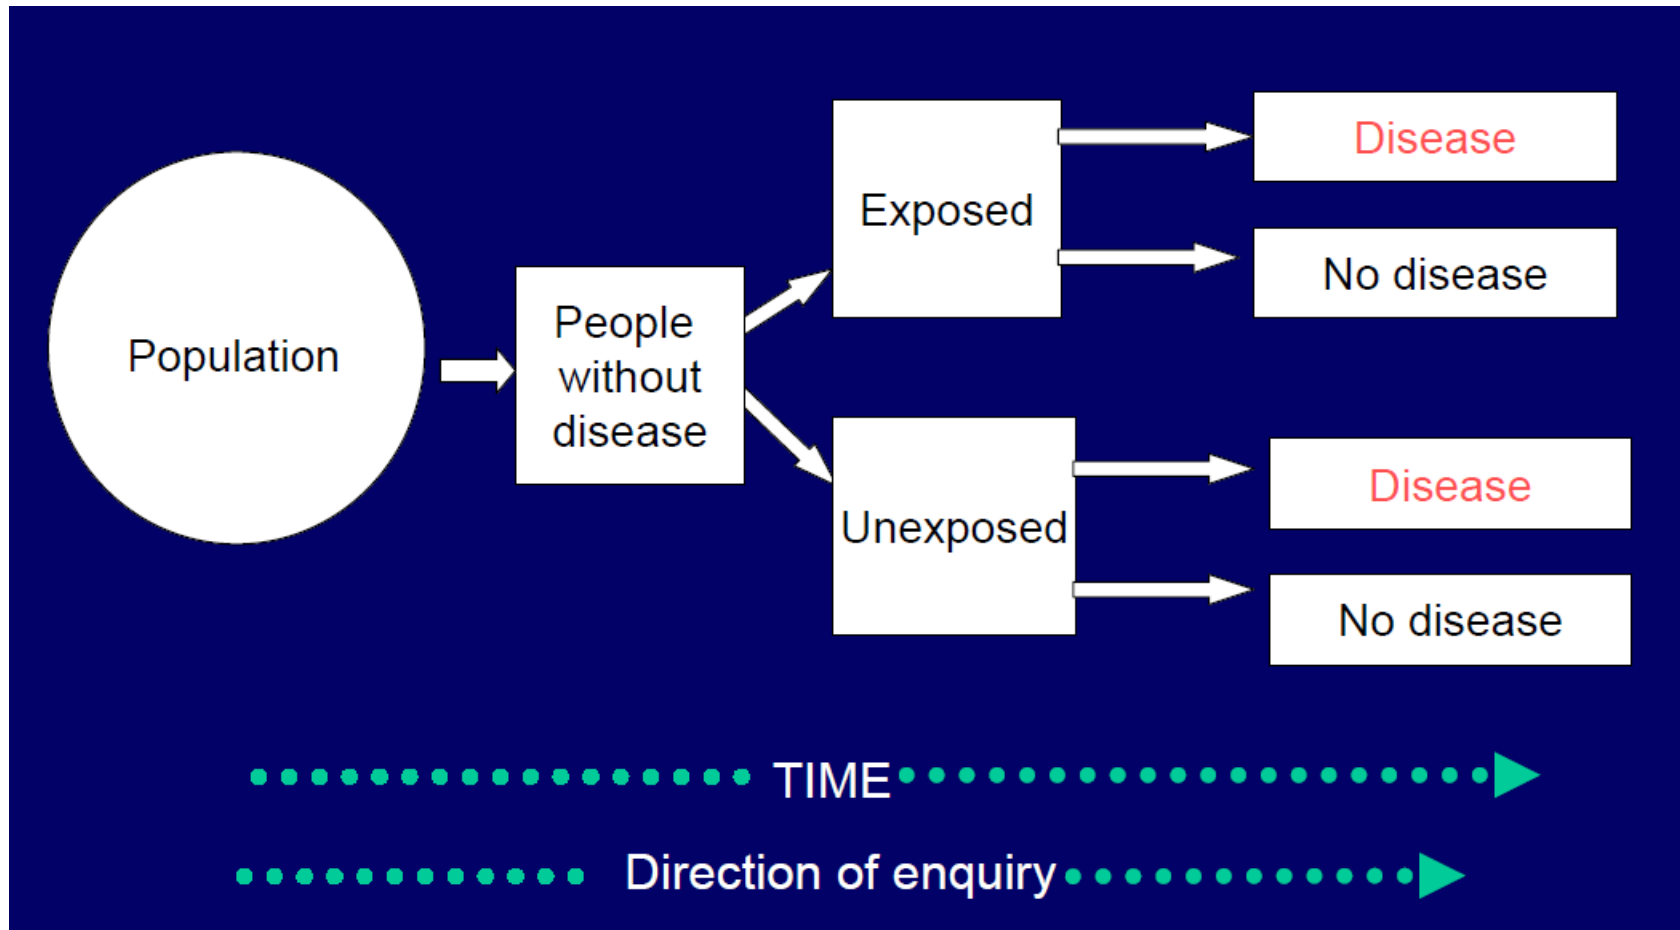 Population
People
without
disease
Exposed
Unexposed
Disease
No disease
Disease
No disease
TIME
Direction of enquiry